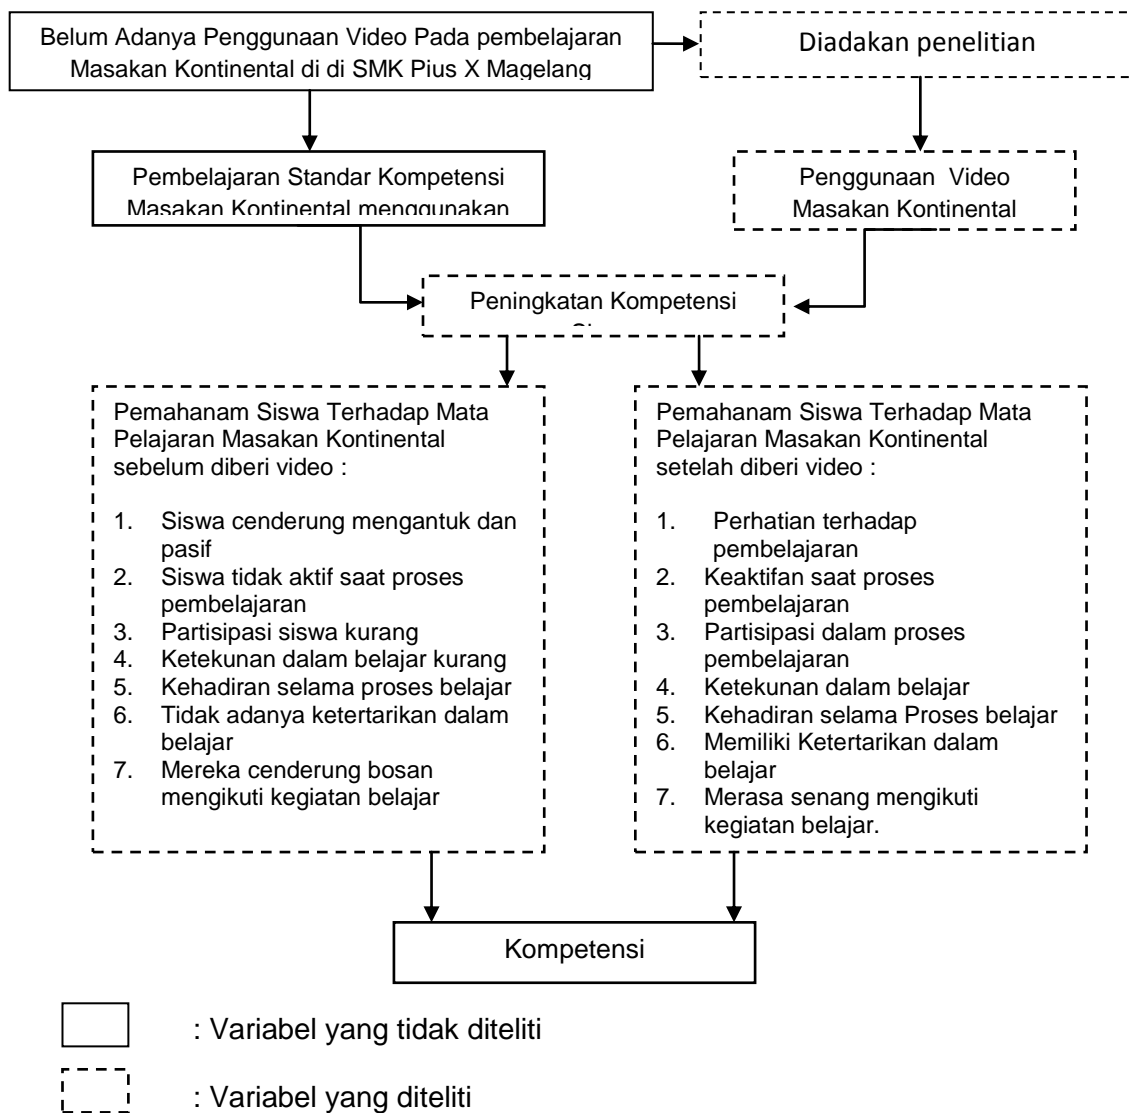 Belum Adanya Penggunaan Video Pada pembelajaran
Masakan Kontinental di di SMK Pius X Magelang
Diadakan penelitian
Pembelajaran Standar Kompetensi
Masakan Kontinental menggunakan
Penggunaan Video
Masakan Kontinental
Peningkatan Kompetensi
Pemahanam Siswa Terhadap Mata
Pelajaran Masakan Kontinental
sebelum diberi video :
1. Siswa cenderung mengantuk dan
pasif
2. Siswa tidak aktif saat proses
pembelajaran
3. Partisipasi siswa kurang
4. Ketekunan dalam belajar kurang
5. Kehadiran selama proses belajar
6. Tidak adanya ketertarikan dalam
belajar
7. Mereka cenderung bosan
mengikuti kegiatan belajar
Pemahanam Siswa Terhadap Mata
Pelajaran Masakan Kontinental
setelah diberi video :
1. Perhatian terhadap
pembelajaran
2. Keaktifan saat proses
pembelajaran
3. Partisipasi dalam proses
pembelajaran
4. Ketekunan dalam belajar
5. Kehadiran selama Proses belajar
6. Memiliki Ketertarikan dalam
belajar
7. Merasa senang mengikuti
kegiatan belajar.
Kompetensi
: Variabel yang tidak diteliti
: Variabel yang diteliti